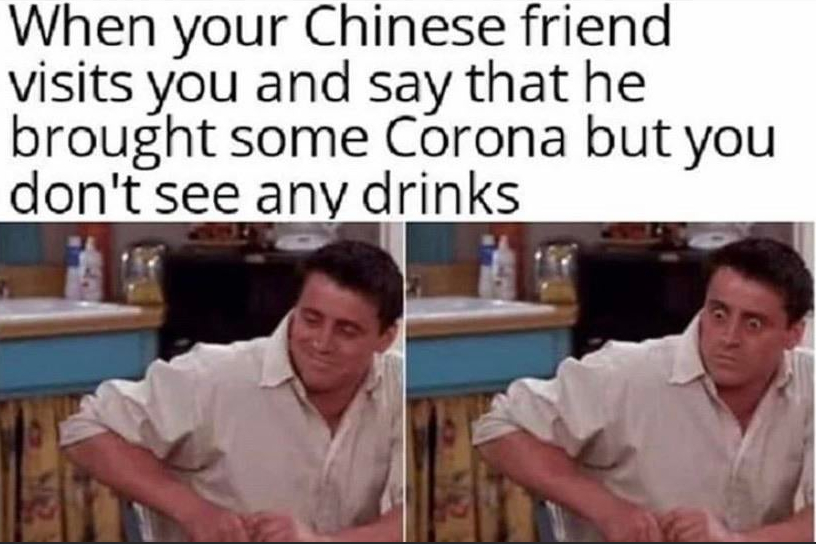 When your Chinese friend
visits you and say that he
brought some Corona but you
don't see any drinks